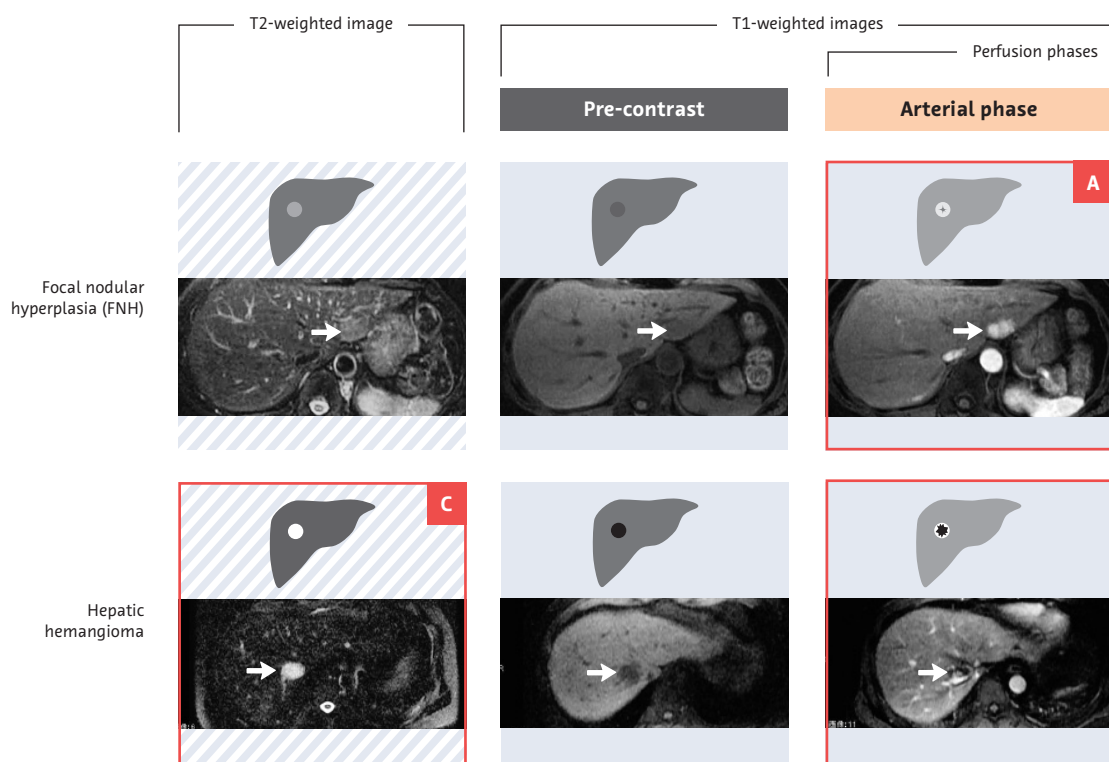 T2-weighted image
T1-weighted images
Perfusion phases
Pre-contrast
Arterial phase
A
Focal nodular
hyperplasia (FNH)
C
Hepatic
hemangioma
R